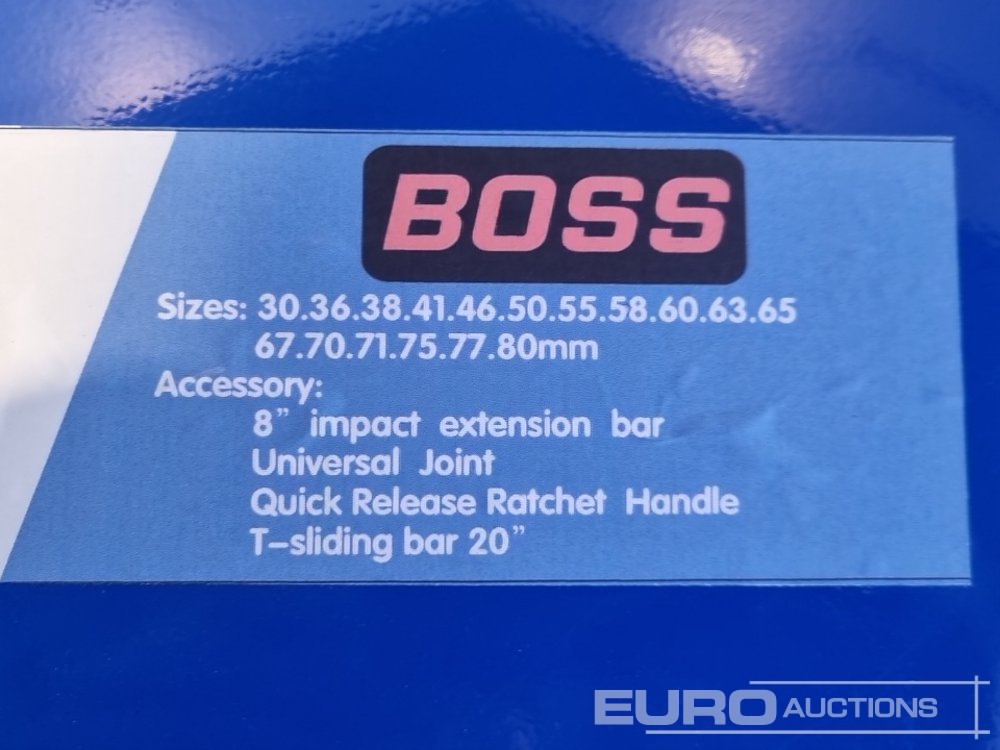 BOSS
Sizes: 30.36.38.41.46.50.55.58.60.63.65
67.70.71.75.77.80mm
Accessory:
8” impact extension bar
Universal Joint
Quick Release Ratchet Handle
T-sliding bar 20”
EURO AUCTIONS